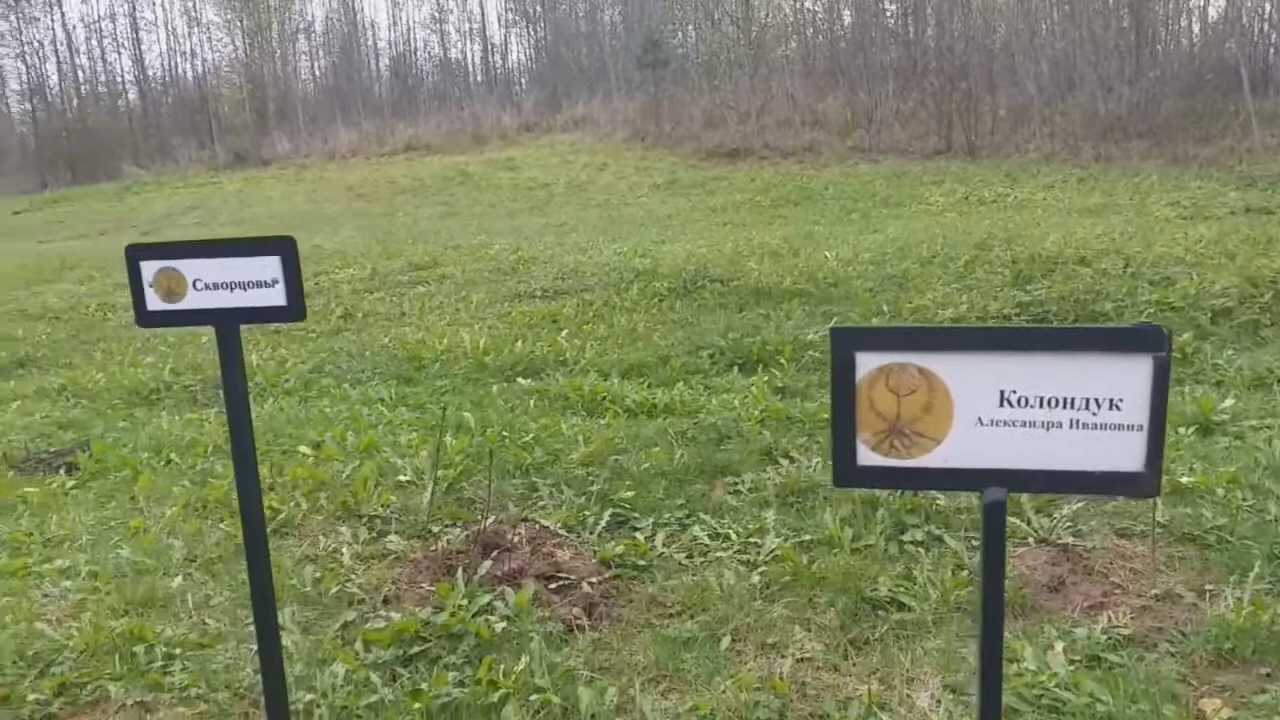 Скворцовы
Колондук
Александра Ивановна